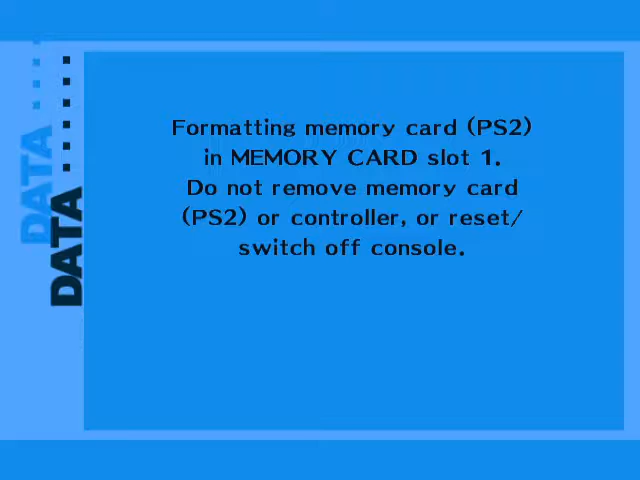 Formatting memory card (PS2)
in MEMORY CARD slot 1.
Do not remove memory card
(PS2) or controller, or reset/
switch off console.
DATA......
DATA......